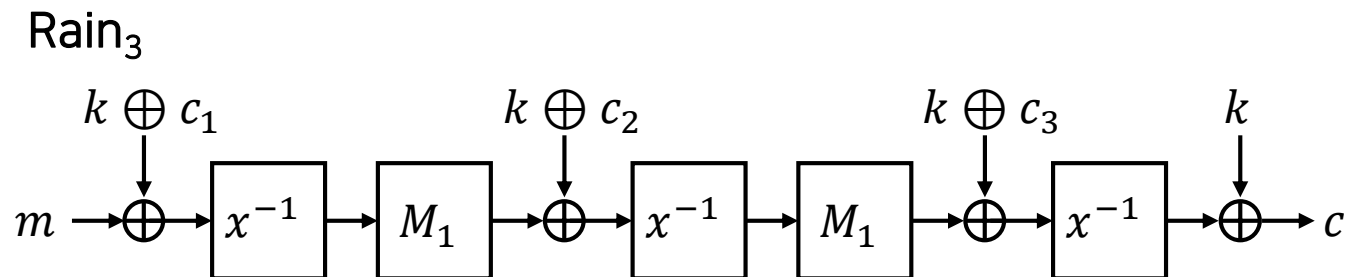 Rain₃
k ⊕ c₁ k ⊕ c₂ k ⊕ c₃ k
m x⁻¹ M₁ x⁻¹ M₁ x⁻¹ c